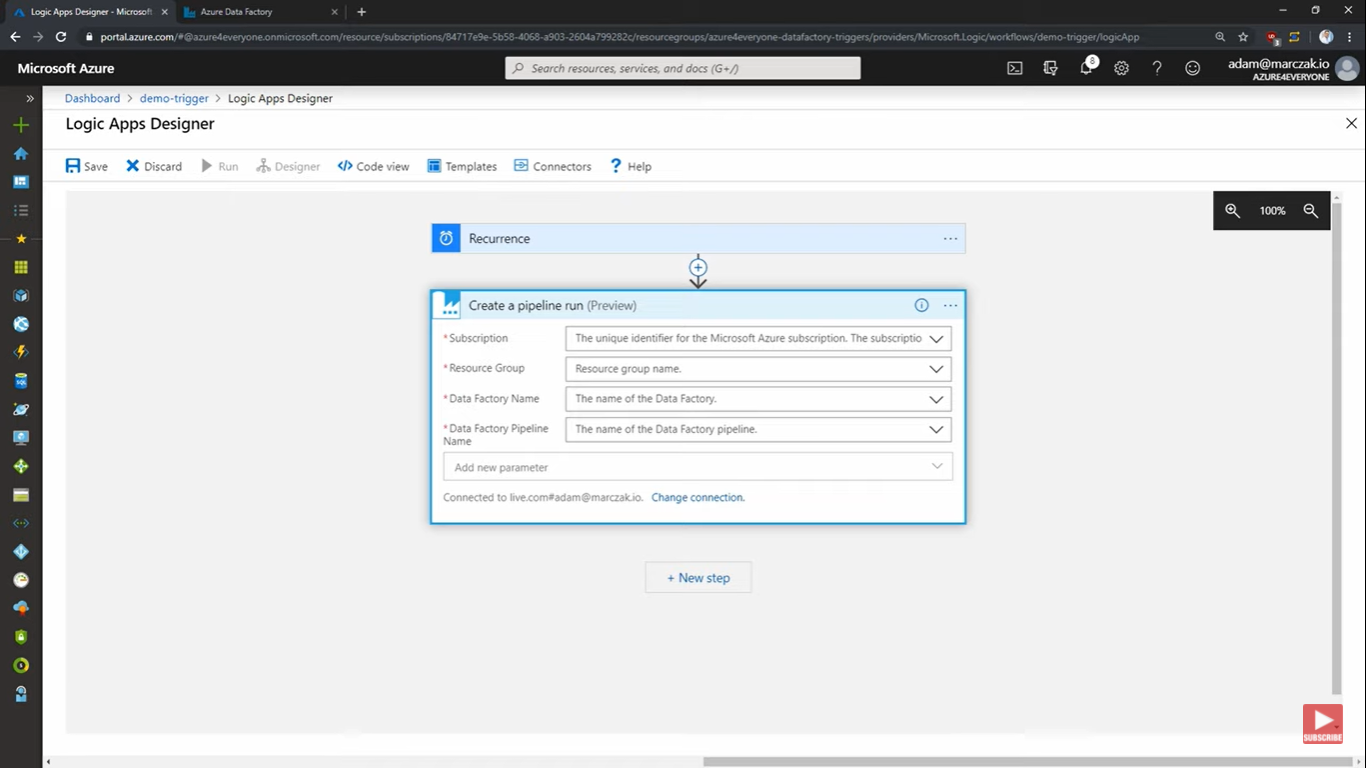 Logic Apps Designer - Microsoft
Azure Data Factory
portal.azure.com/#@azure4everyone.onmicrosoft.com/resource/subscriptions/84717e9e-5b58-4068-a903-2604a799282c/resourcegroups/azure4everyone-datafactory-triggers/providers/Microsoft.Logic/workflows/demo-trigger/logicApp
Microsoft Azure
Search resources, services, and docs (G+/)
8
adam@marczak.io
AZURE4EVERYONE
Dashboard > demo-trigger > Logic Apps Designer
Logic Apps Designer
Save Discard Run Designer Code view Templates Connectors ? Help
100%
Recurrence
Create a pipeline run (Preview)
* Subscription
The unique identifier for the Microsoft Azure subscription. The subscriptio
* Resource Group
Resource group name.
* Data Factory Name
The name of the Data Factory.
* Data Factory Pipeline
Name
The name of the Data Factory pipeline.
Add new parameter
Connected to live.com#adam@marczak.io. Change connection.
+ New step
SUBSCRIBE